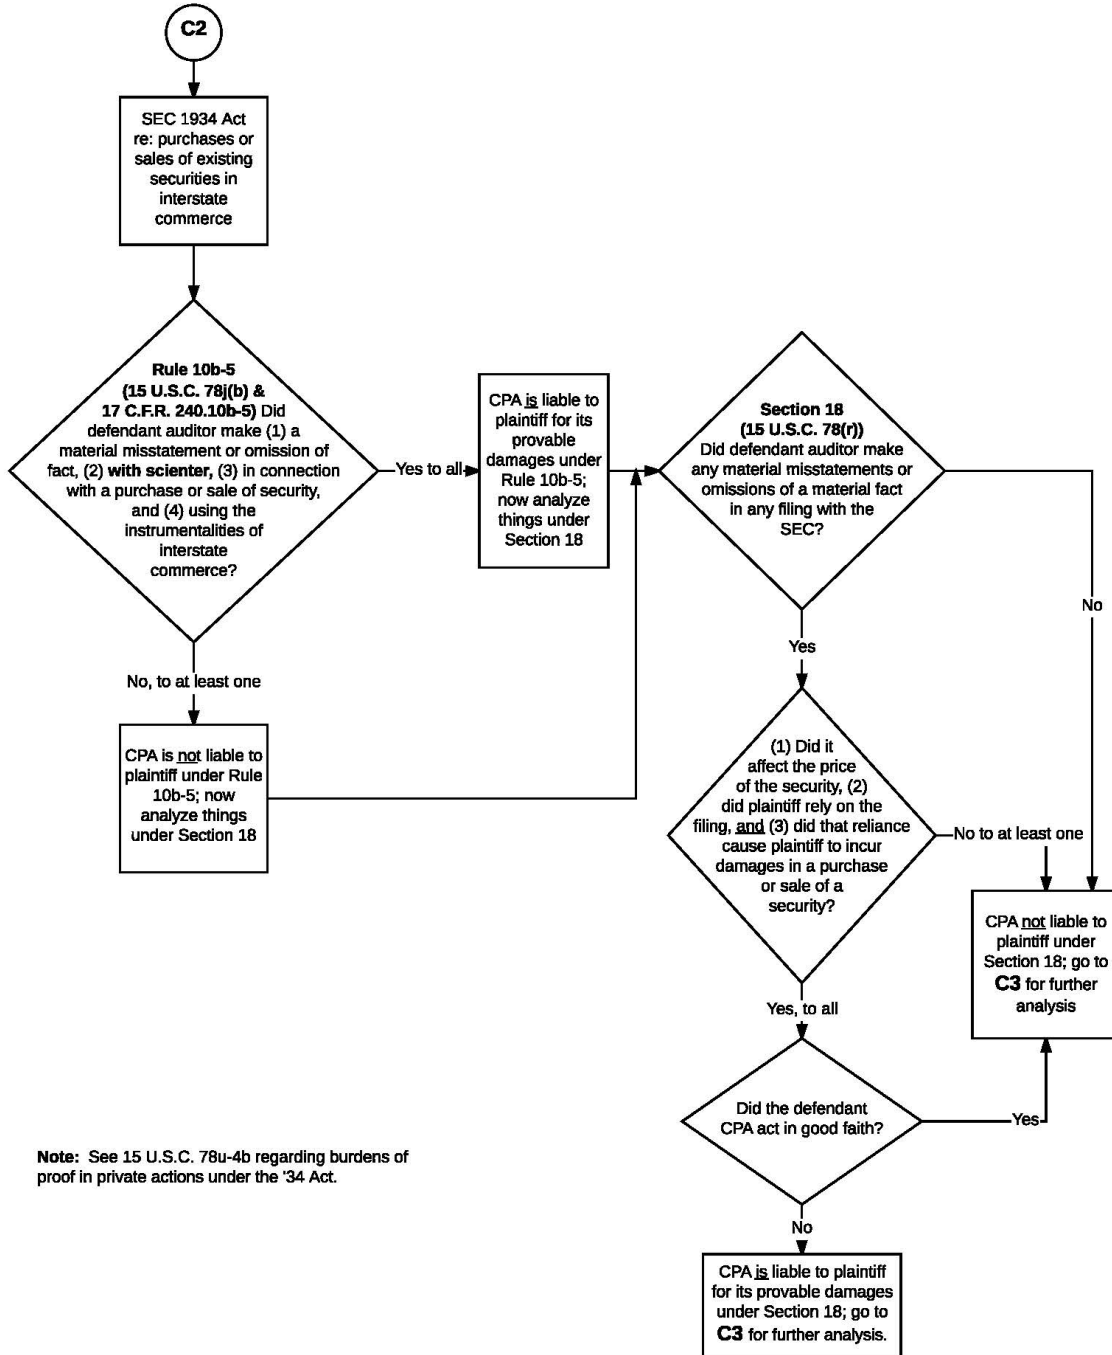 C2
SEC 1934 Act
re: purchases or
sales of existing
securities in
interstate
commerce
Rule 10b-5
(15 U.S.C. 78j(b) &
17 C.F.R. 240.10b-5) Did
defendant auditor make (1) a
material misstatement or omission of
fact, (2) with scienter, (3) in connection
with a purchase or sale of security,
and (4) using the
instrumentalities of
interstate
commerce?
Yes to all
CPA is liable to
plaintiff for its
provable
damages under
Rule 10b-5;
now analyze
things under
Section 18
No, to at least one
CPA is not liable to
plaintiff under Rule
10b-5; now
analyze things
under Section 18
Section 18
(15 U.S.C. 78(r))
Did defendant auditor make
any material misstatements or
omissions of a material fact
in any filing with the
SEC?
No
Yes
(1) Did it
affect the price
of the security, (2)
did plaintiff rely on the
filing, and (3) did that reliance
cause plaintiff to incur
damages in a purchase
or sale of a
security?
No to at least one
CPA not liable to
plaintiff under
Section 18; go to
C3 for further
analysis
Yes, to all
Did the defendant
CPA act in good faith?
Yes
No
CPA is liable to plaintiff
for its provable damages
under Section 18; go to
C3 for further analysis.
Note: See 15 U.S.C. 78u-4b regarding burdens of
proof in private actions under the '34 Act.